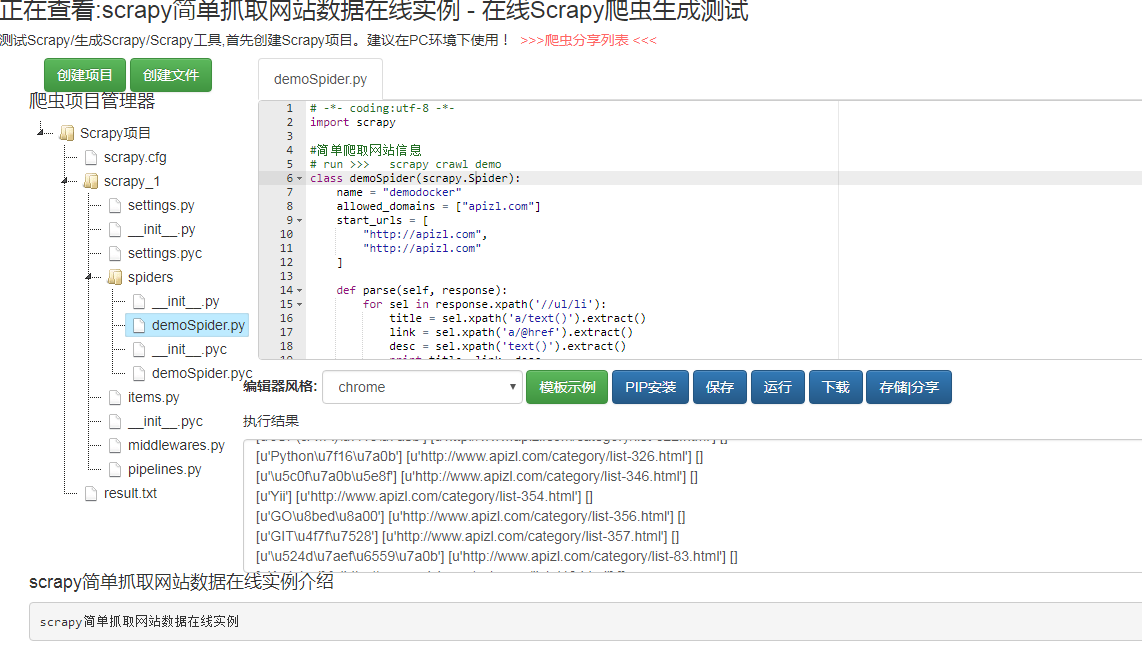 正在查看:scrapy简单抓取网站数据在线实例 - 在线Scrapy爬虫生成测试
测试Scrapy/生成Scrapy/Scrapy工具,首先创建Scrapy项目。建议在PC环境下使用！ >>>爬虫分享列表 <<<
创建项目 创建文件
爬虫项目管理器
Scrapy项目
scrapy.cfg
scrapy_1
settings.py
__init__.py
settings.pyc
spiders
__init__.py
demoSpider.py
__init__.pyc
demoSpider.pyc
items.py
__init__.pyc
middlewares.py
pipelines.py
result.txt
demoSpider.py
1 # -*- coding:utf-8 -*-
2 import scrapy
3
4 #简单爬取网站信息
5 # run >>> scrapy crawl demo
6 class demoSpider(scrapy.Spider):
7 name = "demodocker"
8 allowed_domains = ["apizl.com"]
9 start_urls = [
10 "http://apizl.com",
11 "http://apizl.com"
12 ]
13
14 def parse(self, response):
15 for sel in response.xpath('//ul/li'):
16 title = sel.xpath('a/text()').extract()
17 link = sel.xpath('a/@href').extract()
18 desc = sel.xpath('text()').extract()
编辑器风格: chrome 模板示例 PIP安装 保存 运行 下载 存储|分享
执行结果
[u'Python\u7f16\u7a0b'] [u'http://www.apizl.com/category/list-326.html'] []
[u'\u5c0f\u7a0b\u5e8f'] [u'http://www.apizl.com/category/list-346.html'] []
[u'Yii'] [u'http://www.apizl.com/category/list-354.html'] []
[u'GO\u8bed\u8a00'] [u'http://www.apizl.com/category/list-356.html'] []
[u'GIT\u4f7f\u7528'] [u'http://www.apizl.com/category/list-357.html'] []
[u'\u524d\u7aef\u6559\u7a0b'] [u'http://www.apizl.com/category/list-83.html'] []
scrapy简单抓取网站数据在线实例介绍
scrapy简单抓取网站数据在线实例